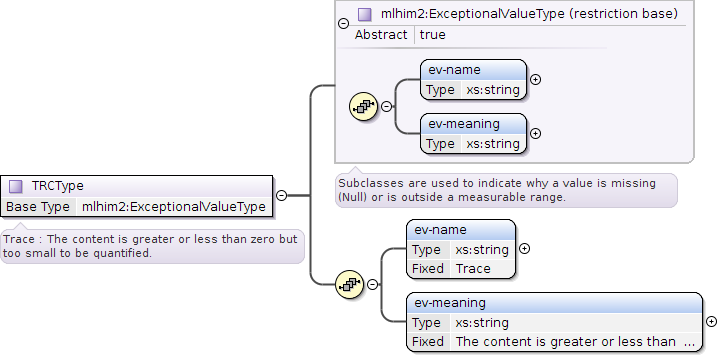 mlhim2:ExceptionalValueType (restriction base)
Abstract true
ev-name
Type xs:string
ev-meaning
Type xs:string
Subclasses are used to indicate why a value is missing
(Null) or is outside a measurable range.
TRCType
Base Type mlhim2:ExceptionalValueType
Trace : The content is greater or less than zero but
too small to be quantified.
ev-name
Type xs:string
Fixed Trace
ev-meaning
Type xs:string
Fixed The content is greater or less than ...